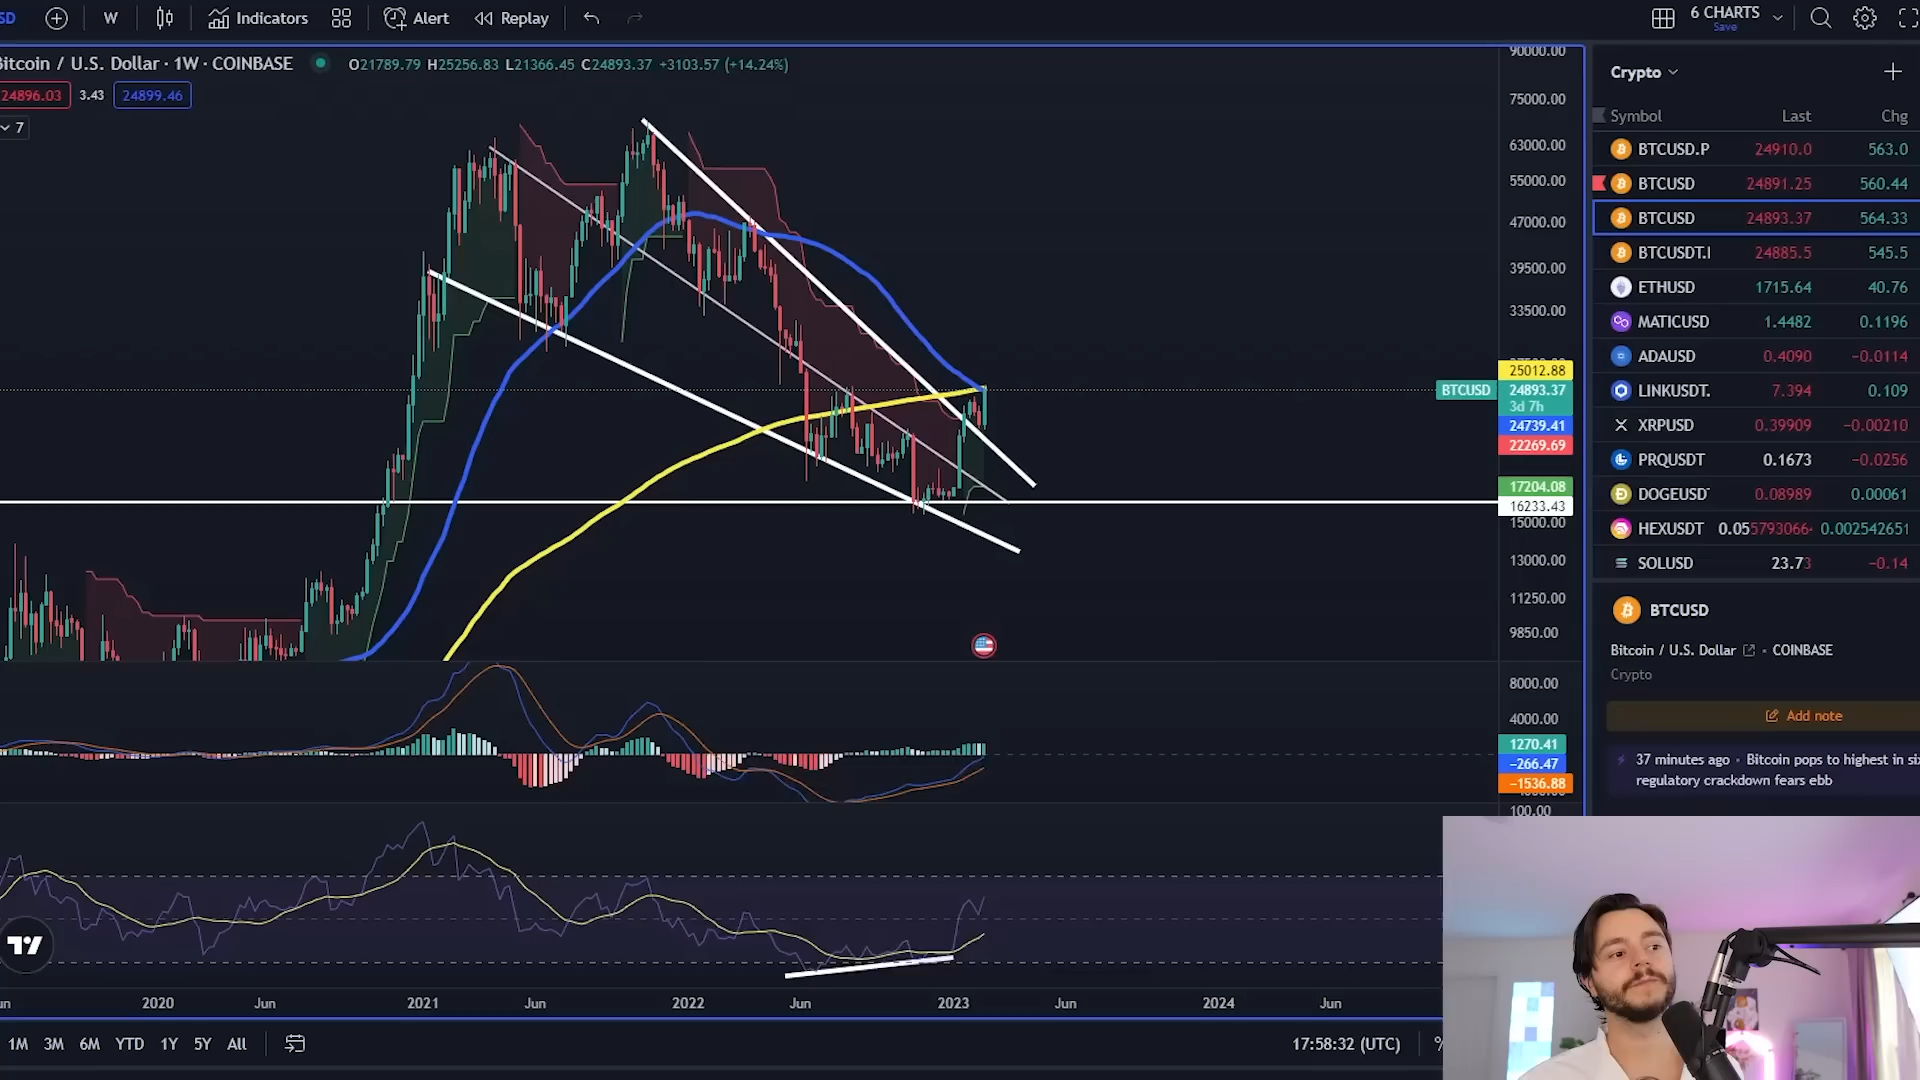 SD W Indicators Alert Replay 6 CHARTS
Save
Bitcoin / U.S. Dollar · 1W · COINBASE O21789.79 H25256.83 L21366.45 C24893.37 +3103.57 (+14.24%)
24896.03 3.43 24899.46
7
90000.00
75000.00
63000.00
55000.00
47000.00
39500.00
33500.00
25012.88
BTCUSD 24893.37
3d 7h
24739.41
22269.69
17204.08
16233.43
15000.00
13000.00
11250.00
9850.00
8000.00
4000.00
1270.41
−266.47
−1536.88
100.00
2020 Jun 2021 Jun 2022 Jun 2023 Jun 2024 Jun
1M 3M 6M YTD 1Y 5Y All 17:58:32 (UTC) %
Crypto
Symbol Last Chg
BTCUSD.P 24910.0 563.0
BTCUSD 24891.25 560.44
BTCUSD 24893.37 564.33
BTCUSDT.I 24885.5 545.5
ETHUSD 1715.64 40.76
MATICUSD 1.4482 0.1196
ADAUSD 0.4090 −0.0114
LINKUSDT. 7.394 0.109
XRPUSD 0.39909 −0.00210
PRQUSDT 0.1673 −0.0256
DOGEUSDT 0.08989 0.00061
HEXUSDT 0.055793066 0.002542651
SOLUSD 23.73 −0.14
BTCUSD
Bitcoin / U.S. Dollar · COINBASE
Crypto
Add note
37 minutes ago · Bitcoin pops to highest in six
regulatory crackdown fears ebb